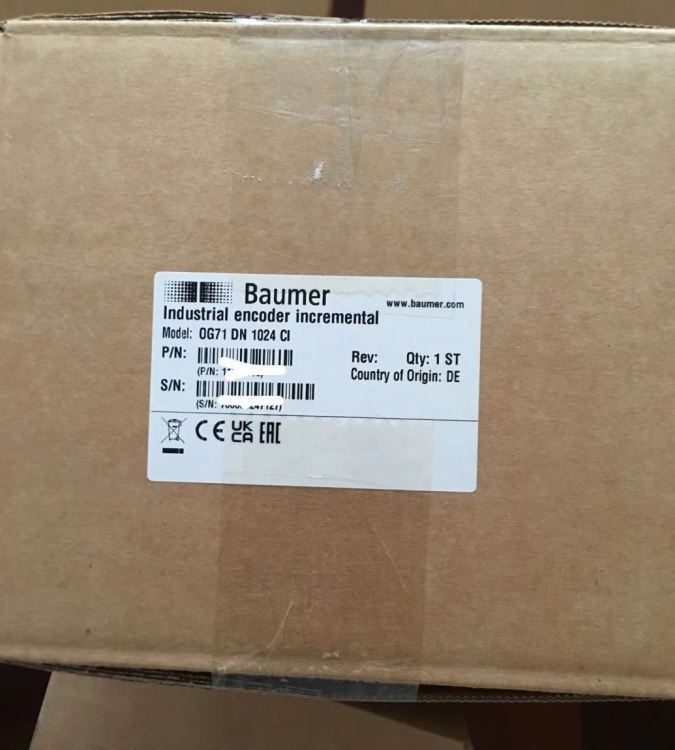 Baumer
www.baumer.com
Industrial encoder incremental
Model: OG71 DN 1024 CI
P/N:
Rev: Qty: 1 ST
(P/N:
Country of Origin: DE
S/N:
(S/N:
CE UK CA EAC